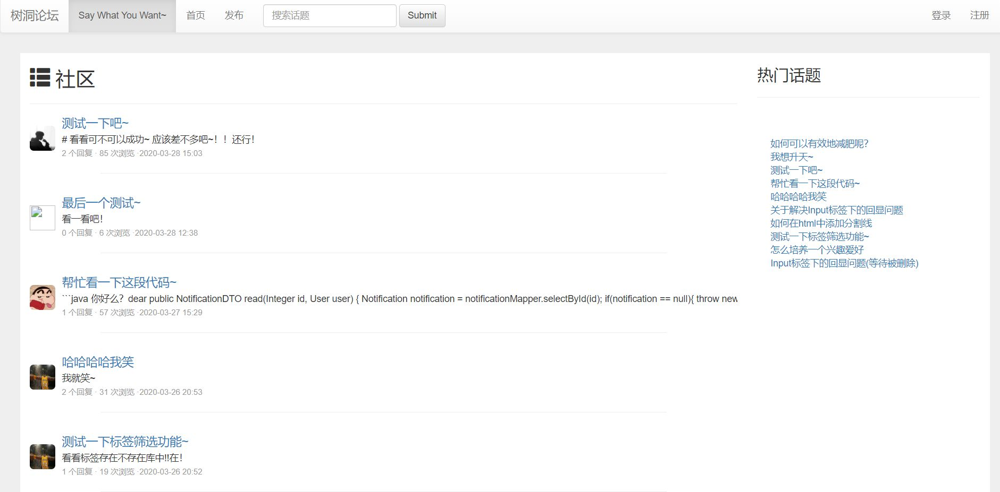 树洞论坛 Say What You Want~ 首页 发布 搜索话题 Submit 登录 注册
社区
测试一下吧~
# 看看可不可以成功~ 应该差不多吧~！！还行！
2 个回复 · 85 次浏览 ·2020-03-28 15:03
最后一个测试~
看一看吧！
0 个回复 · 6 次浏览 ·2020-03-28 12:38
帮忙看一下这段代码~
```java 你好么？dear public NotificationDTO read(Integer id, User user) { Notification notification = notificationMapper.selectById(id); if(notification == null){ throw new
1 个回复 · 57 次浏览 ·2020-03-27 15:29
哈哈哈哈我笑
我就笑~
2 个回复 · 31 次浏览 ·2020-03-26 20:53
测试一下标签筛选功能~
看看标签存在不存在库中!!在！
1 个回复 · 19 次浏览 ·2020-03-26 20:52
热门话题
如何可以有效地减肥呢？
我想升天~
测试一下吧~
帮忙看一下这段代码~
哈哈哈哈我笑
关于解决Input标签下的回显问题
如何在html中添加分割线
测试一下标签筛选功能~
怎么培养一个兴趣爱好
Input标签下的回显问题(等待被删除)